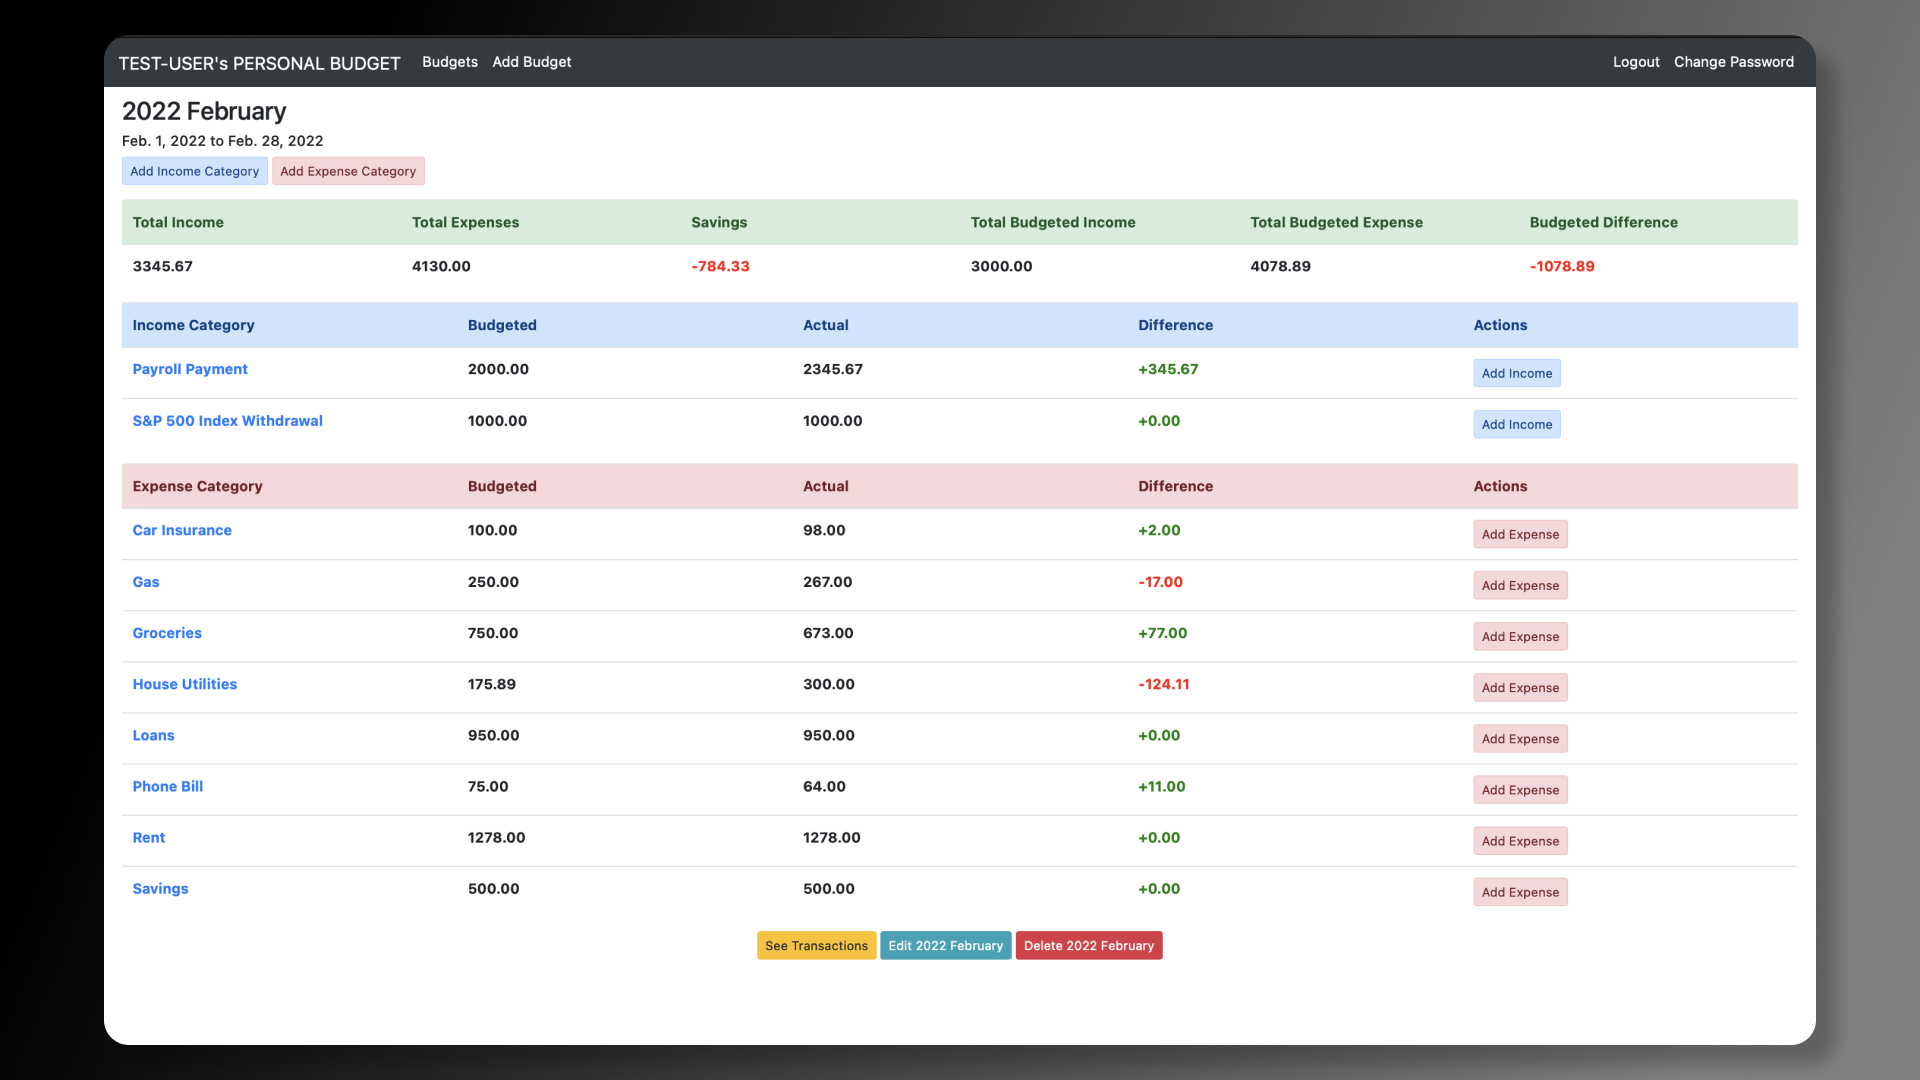 TEST-USER's PERSONAL BUDGET Budgets Add Budget Logout Change Password
2022 February
Feb. 1, 2022 to Feb. 28, 2022
Add Income Category Add Expense Category
Total Income Total Expenses Savings Total Budgeted Income Total Budgeted Expense Budgeted Difference
3345.67 4130.00 -784.33 3000.00 4078.89 -1078.89
Income Category Budgeted Actual Difference Actions
Payroll Payment 2000.00 2345.67 +345.67 Add Income
S&P 500 Index Withdrawal 1000.00 1000.00 +0.00 Add Income
Expense Category Budgeted Actual Difference Actions
Car Insurance 100.00 98.00 +2.00 Add Expense
Gas 250.00 267.00 -17.00 Add Expense
Groceries 750.00 673.00 +77.00 Add Expense
House Utilities 175.89 300.00 -124.11 Add Expense
Loans 950.00 950.00 +0.00 Add Expense
Phone Bill 75.00 64.00 +11.00 Add Expense
Rent 1278.00 1278.00 +0.00 Add Expense
Savings 500.00 500.00 +0.00 Add Expense
See Transactions Edit 2022 February Delete 2022 February